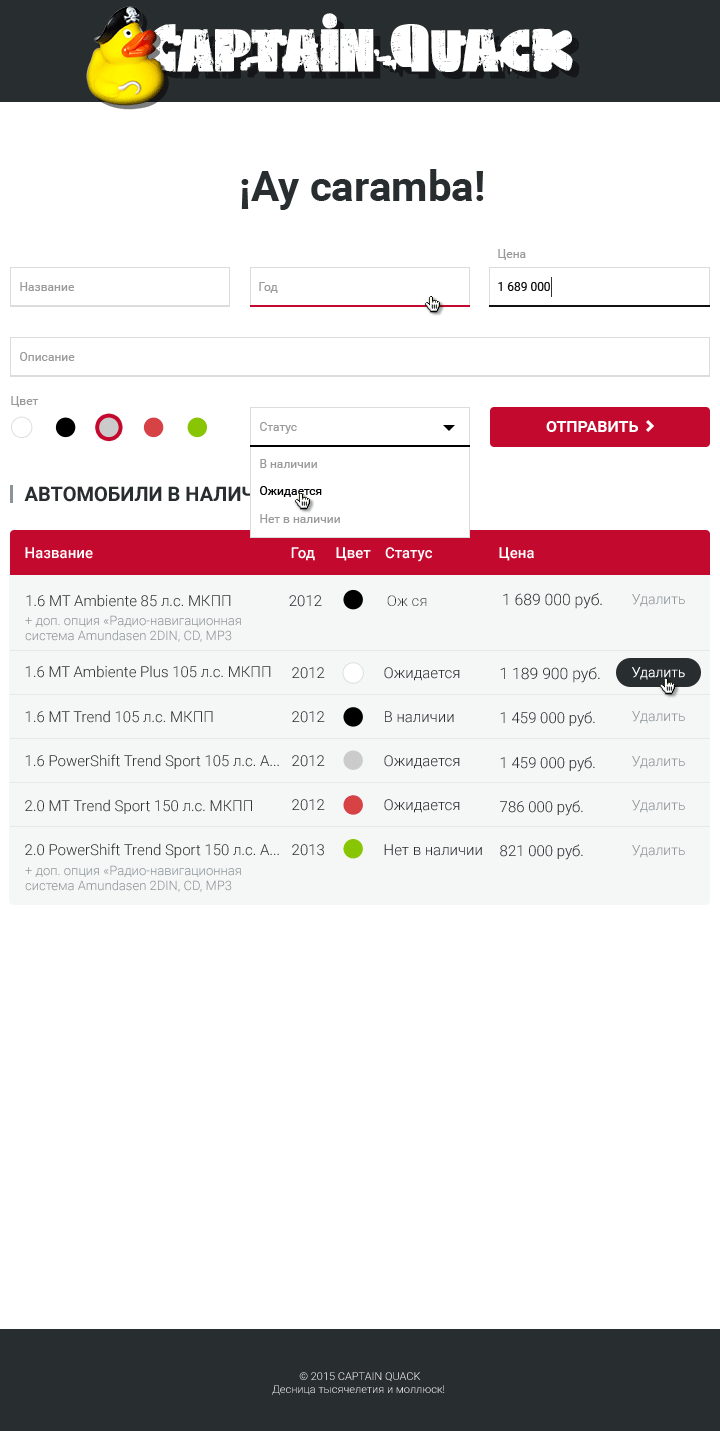 CAPTAIN QUACK
¡Ay caramba!
Цена
Название
Год
1 689 000
Описание
Цвет
Статус
ОТПРАВИТЬ
В наличии
Ожидается
Нет в наличии
АВТОМОБИЛИ В НАЛИЧ
Название Год Цвет Статус Цена
1.6 MT Ambiente 85 л.с. МКПП 2012 Ож ся 1 689 000 руб. Удалить
+ доп. опция «Радио-навигационная
система Amundasen 2DIN, CD, MP3
1.6 MT Ambiente Plus 105 л.с. МКПП 2012 Ожидается 1 189 900 руб. Удалить
1.6 MT Trend 105 л.с. МКПП 2012 В наличии 1 459 000 руб. Удалить
1.6 PowerShift Trend Sport 105 л.с. А... 2012 Ожидается 1 459 000 руб. Удалить
2.0 MT Trend Sport 150 л.с. МКПП 2012 Ожидается 786 000 руб. Удалить
2.0 PowerShift Trend Sport 150 л.с. А... 2013 Нет в наличии 821 000 руб. Удалить
+ доп. опция «Радио-навигационная
система Amundasen 2DIN, CD, MP3
© 2015 CAPTAIN QUACK
Десница тысячелетия и моллюск!